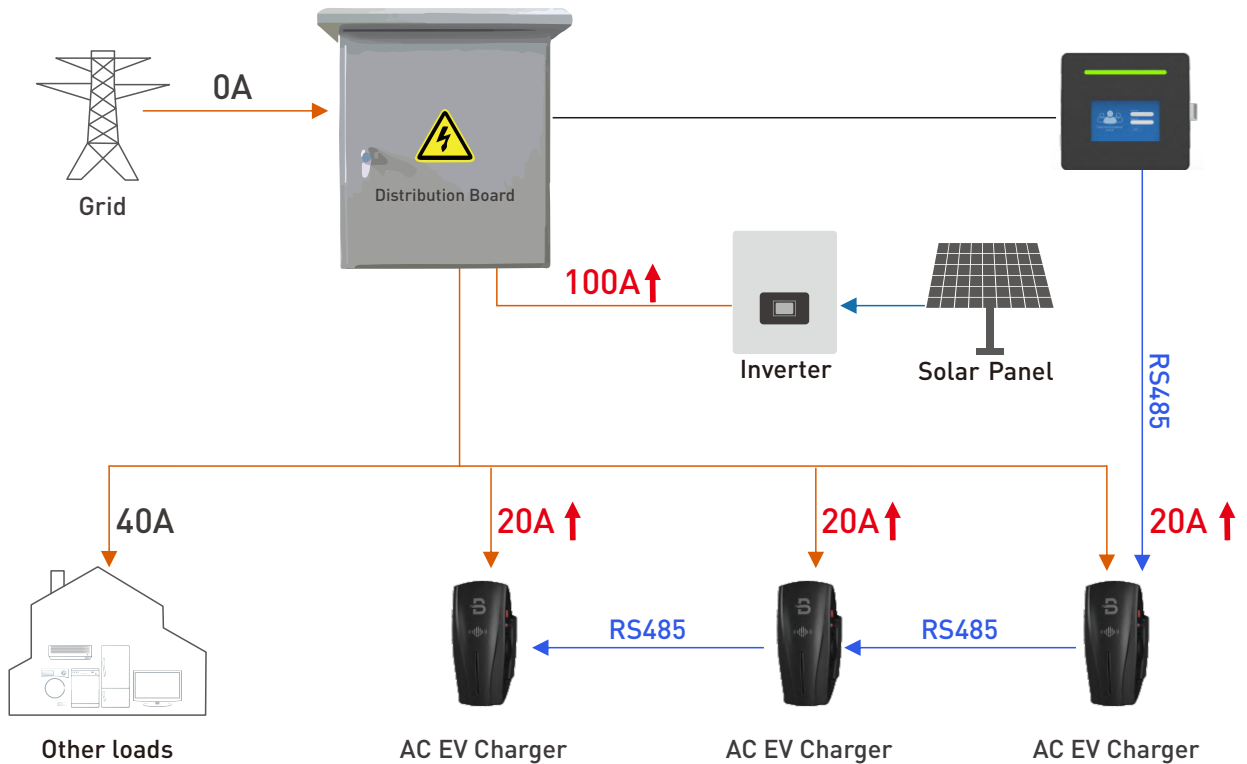 0A
Grid
Distribution Board
100A
Inverter
Solar Panel
RS485
40A
20A
20A
20A
RS485
RS485
Other loads
AC EV Charger
AC EV Charger
AC EV Charger